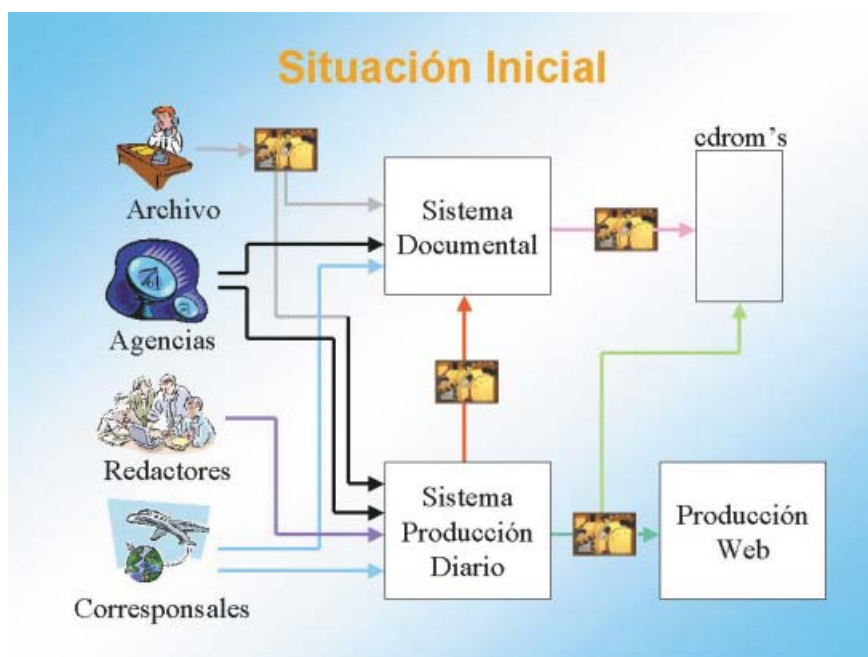 Situación Inicial
cdrom's
Archivo
Sistema
Documental
Agencias
Redactores
Sistema
Producción
Diario
Producción
Web
Corresponsales